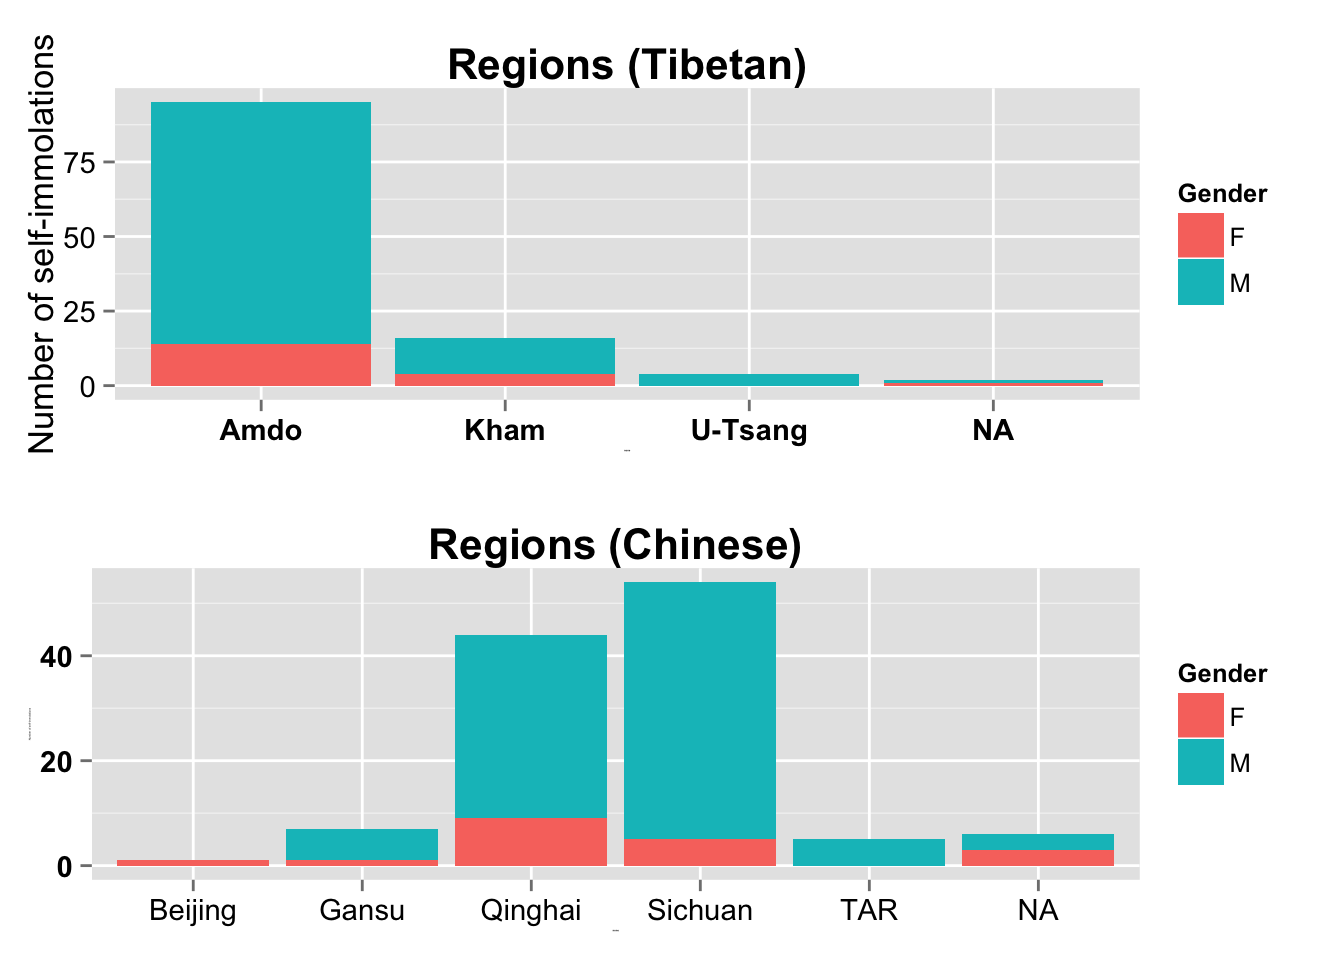 Regions (Tibetan)
Number of self-immolations
75
50
25
0
Amdo Kham U-Tsang NA
Gender
F
M
Regions (Chinese)
40
20
0
Beijing Gansu Qinghai Sichuan TAR NA
Gender
F
M